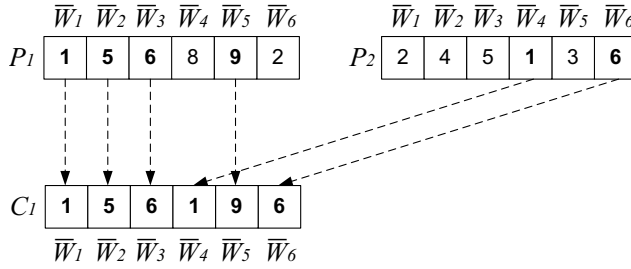 W̅1 W̅2 W̅3 W̅4 W̅5 W̅6 W̅1 W̅2 W̅3 W̅4 W̅5 W̅6
P1 1 5 6 8 9 2 P2 2 4 5 1 3 6
C1 1 5 6 1 9 6
W̅1 W̅2 W̅3 W̅4 W̅5 W̅6